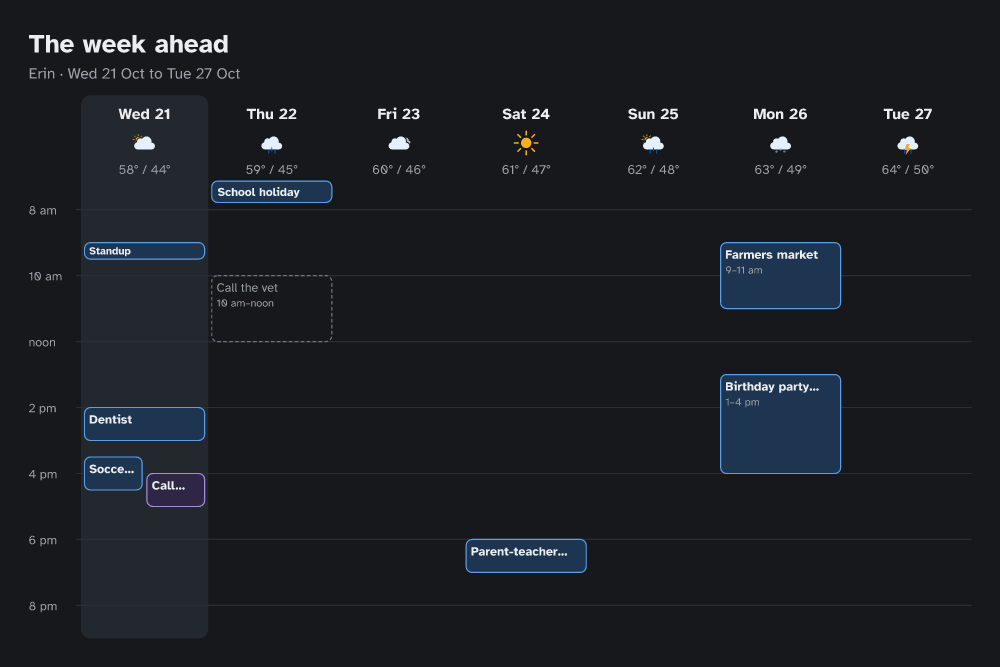 The week ahead
Erin · Wed 21 Oct to Tue 27 Oct
Wed 21
Thu 22
Fri 23
Sat 24
Sun 25
Mon 26
Tue 27
58° / 44°
59° / 45°
60° / 46°
61° / 47°
62° / 48°
63° / 49°
64° / 50°
School holiday
8 am
Standup
Farmers market
9–11 am
10 am
Call the vet
10 am–noon
noon
Birthday party…
1–4 pm
2 pm
Dentist
Socce…
4 pm
Call…
6 pm
Parent-teacher…
8 pm